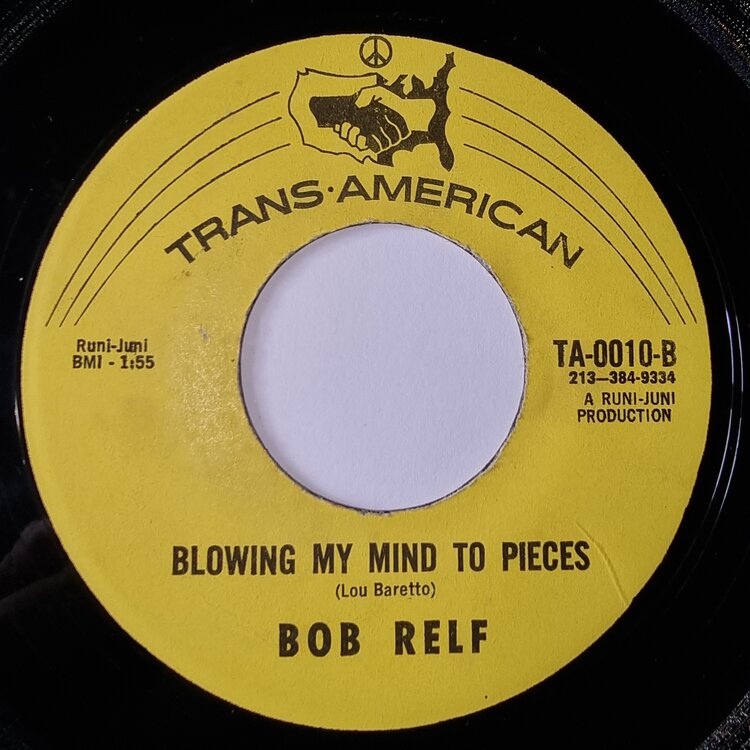 TRANS·AMERICAN
Runi-Juni
BMI - 1:55
TA-0010-B
213—384-9334
A RUNI-JUNI
PRODUCTION
BLOWING MY MIND TO PIECES
(Lou Baretto)
BOB RELF